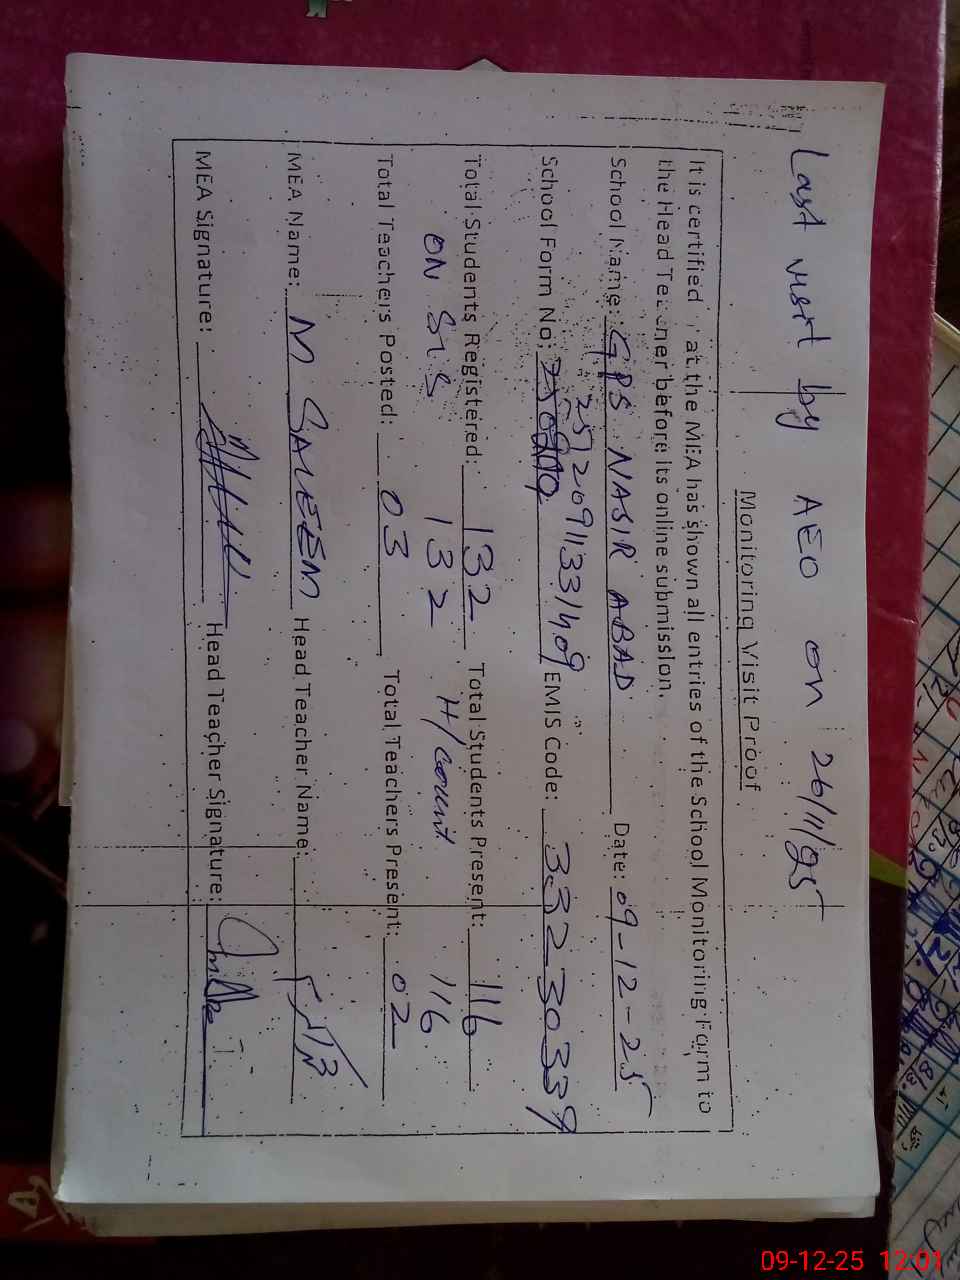 Last visit by AEO on 26/11/25
Monitoring Visit Proof
It is certified at the MEA has shown all entries of the School Monitoring Form to
the Head Teacher before its online submission.
School Name: GPS NASIR ABAD Date: 09-12-25
252091331409
School Form No: EMIS Code: 33230339
Total Students Registered: 132 Total Students Present: 116
ON SIS 132 H/Count 116
Total Teachers Posted: 03 Total Teachers Present: 02
MEA Name: M SALEEM Head Teacher Name:
MEA Signature: Head Teacher Signature:
09-12-25 12:01